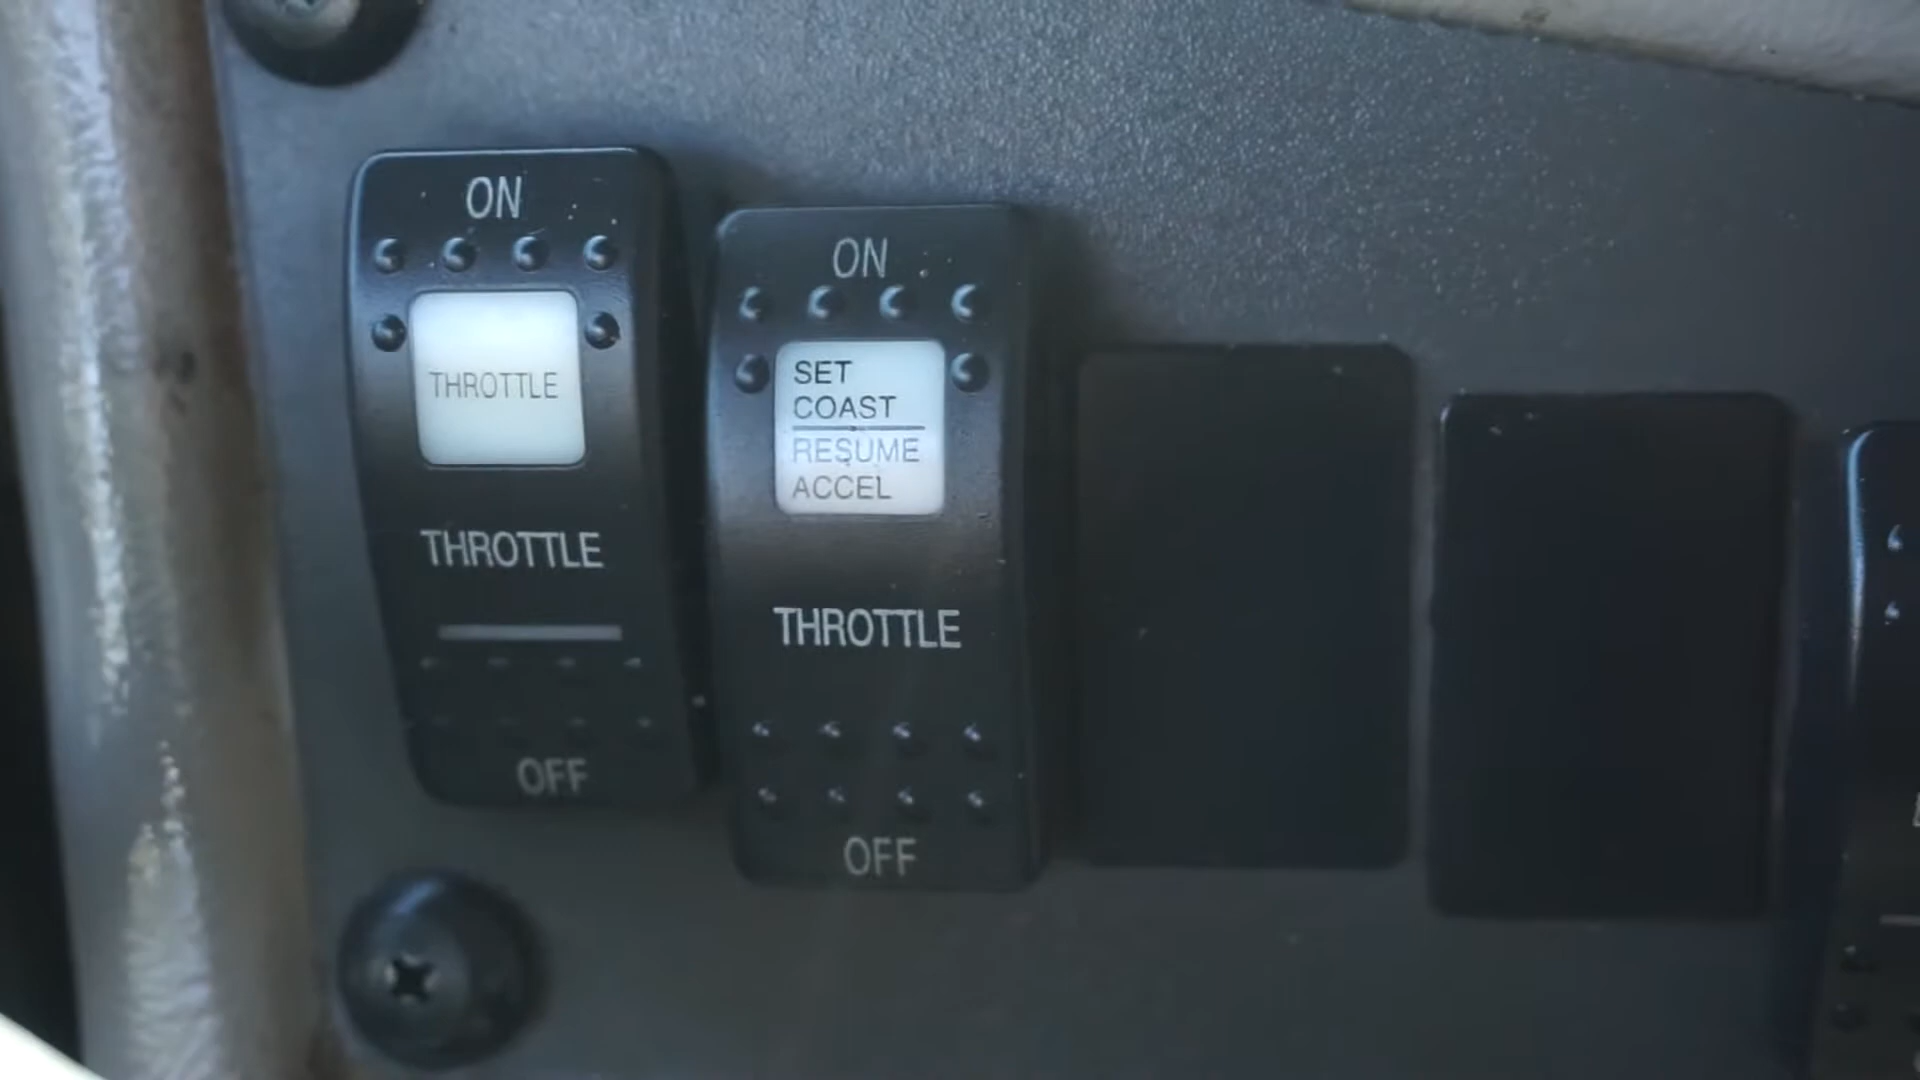 ON
THROTTLE
THROTTLE
OFF
ON
SET
COAST
RESUME
ACCEL
THROTTLE
OFF